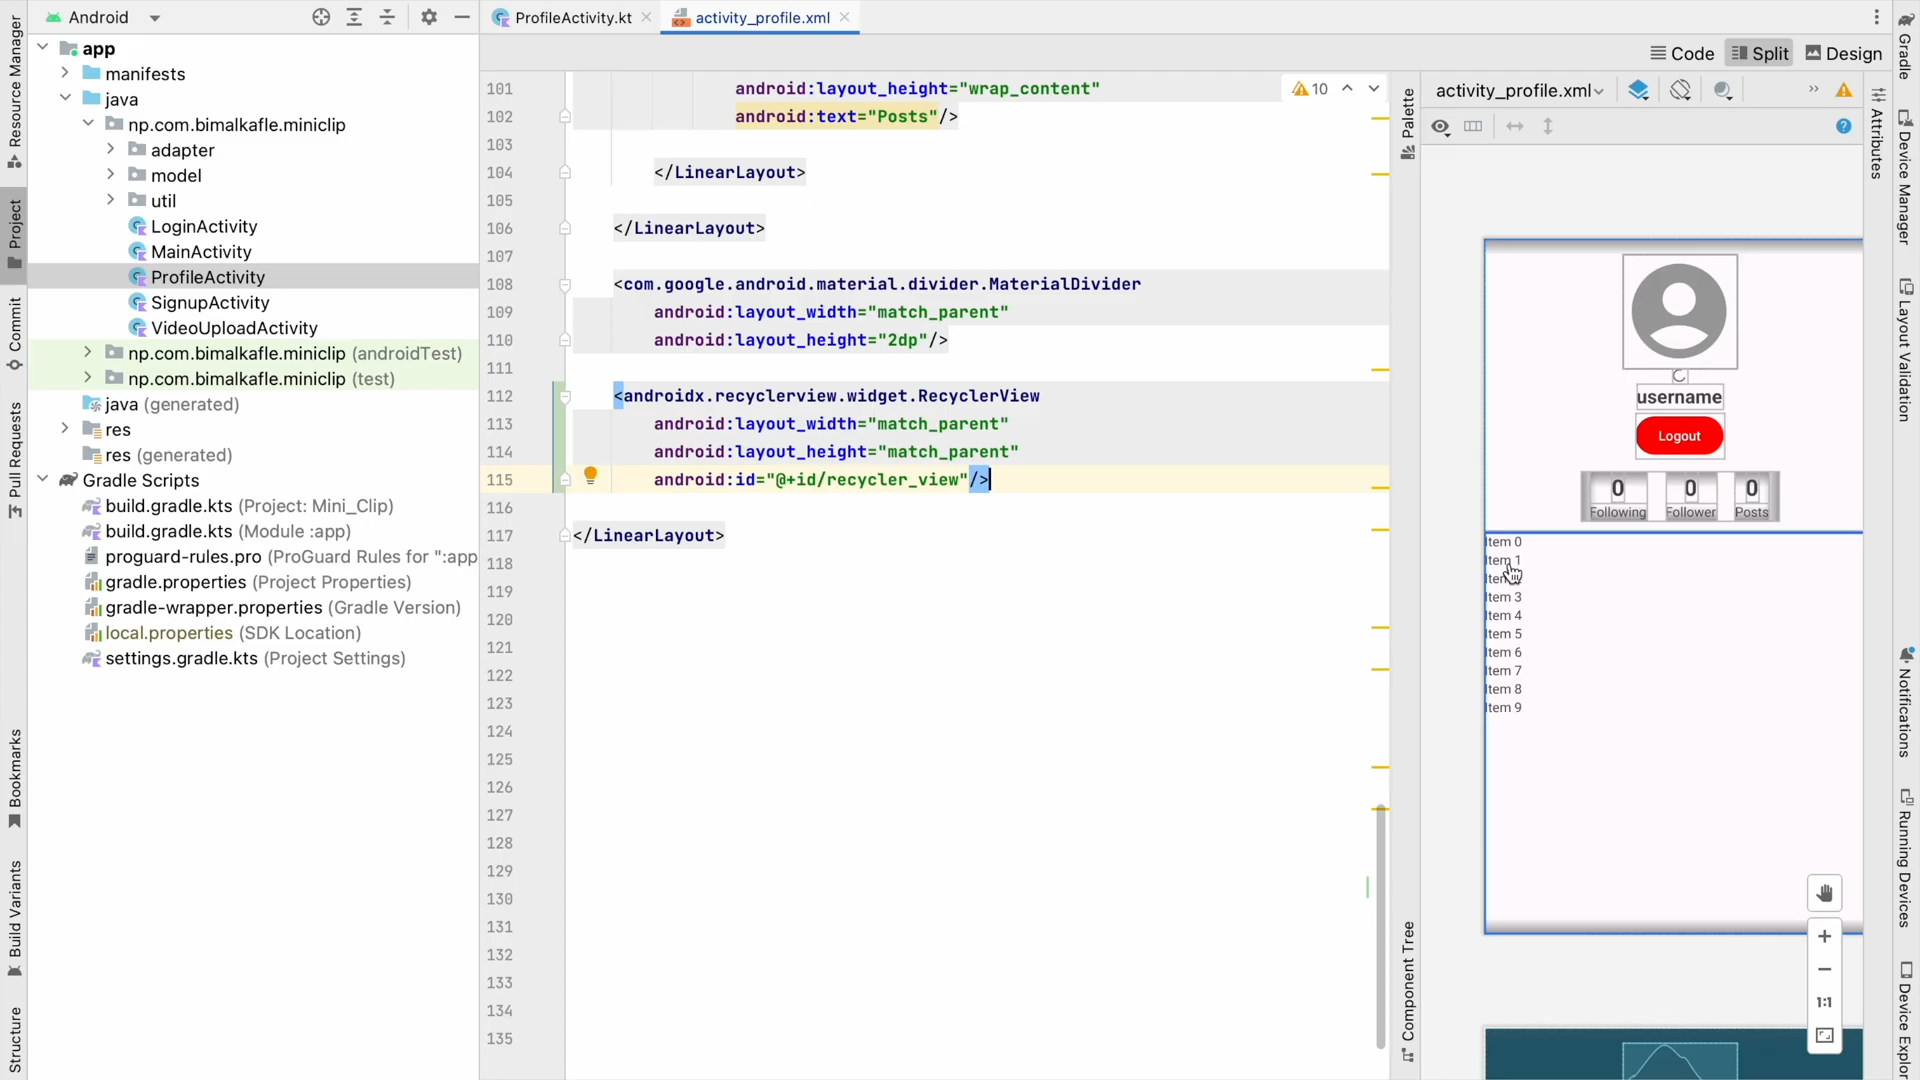 Android
ProfileActivity.kt
activity_profile.xml
Code
Split
Design
Resource Manager
Project
Commit
Pull Requests
Bookmarks
Build Variants
Structure
app
manifests
java
np.com.bimalkafle.miniclip
adapter
model
util
LoginActivity
MainActivity
ProfileActivity
SignupActivity
VideoUploadActivity
np.com.bimalkafle.miniclip (androidTest)
np.com.bimalkafle.miniclip (test)
java (generated)
res
res (generated)
Gradle Scripts
build.gradle.kts (Project: Mini_Clip)
build.gradle.kts (Module :app)
proguard-rules.pro (ProGuard Rules for ":app
gradle.properties (Project Properties)
gradle-wrapper.properties (Gradle Version)
local.properties (SDK Location)
settings.gradle.kts (Project Settings)
101 android:layout_height="wrap_content"
10
102 android:text="Posts"/>
103
104 </LinearLayout>
105
106 </LinearLayout>
107
108 <com.google.android.material.divider.MaterialDivider
109 android:layout_width="match_parent"
110 android:layout_height="2dp"/>
111
112 <androidx.recyclerview.widget.RecyclerView
113 android:layout_width="match_parent"
114 android:layout_height="match_parent"
115 android:id="@+id/recycler_view"/>
116
117 </LinearLayout>
118
119
120
121
122
123
124
125
126
127
128
129
130
131
132
133
134
135
Palette
Component Tree
activity_profile.xml
username
Logout
0 0 0
Following Follower Posts
Item 0
Item 1
Item 3
Item 4
Item 5
Item 6
Item 7
Item 8
Item 9
1:1
Attributes
Gradle
Device Manager
Layout Validation
Notifications
Running Devices
Device Explor